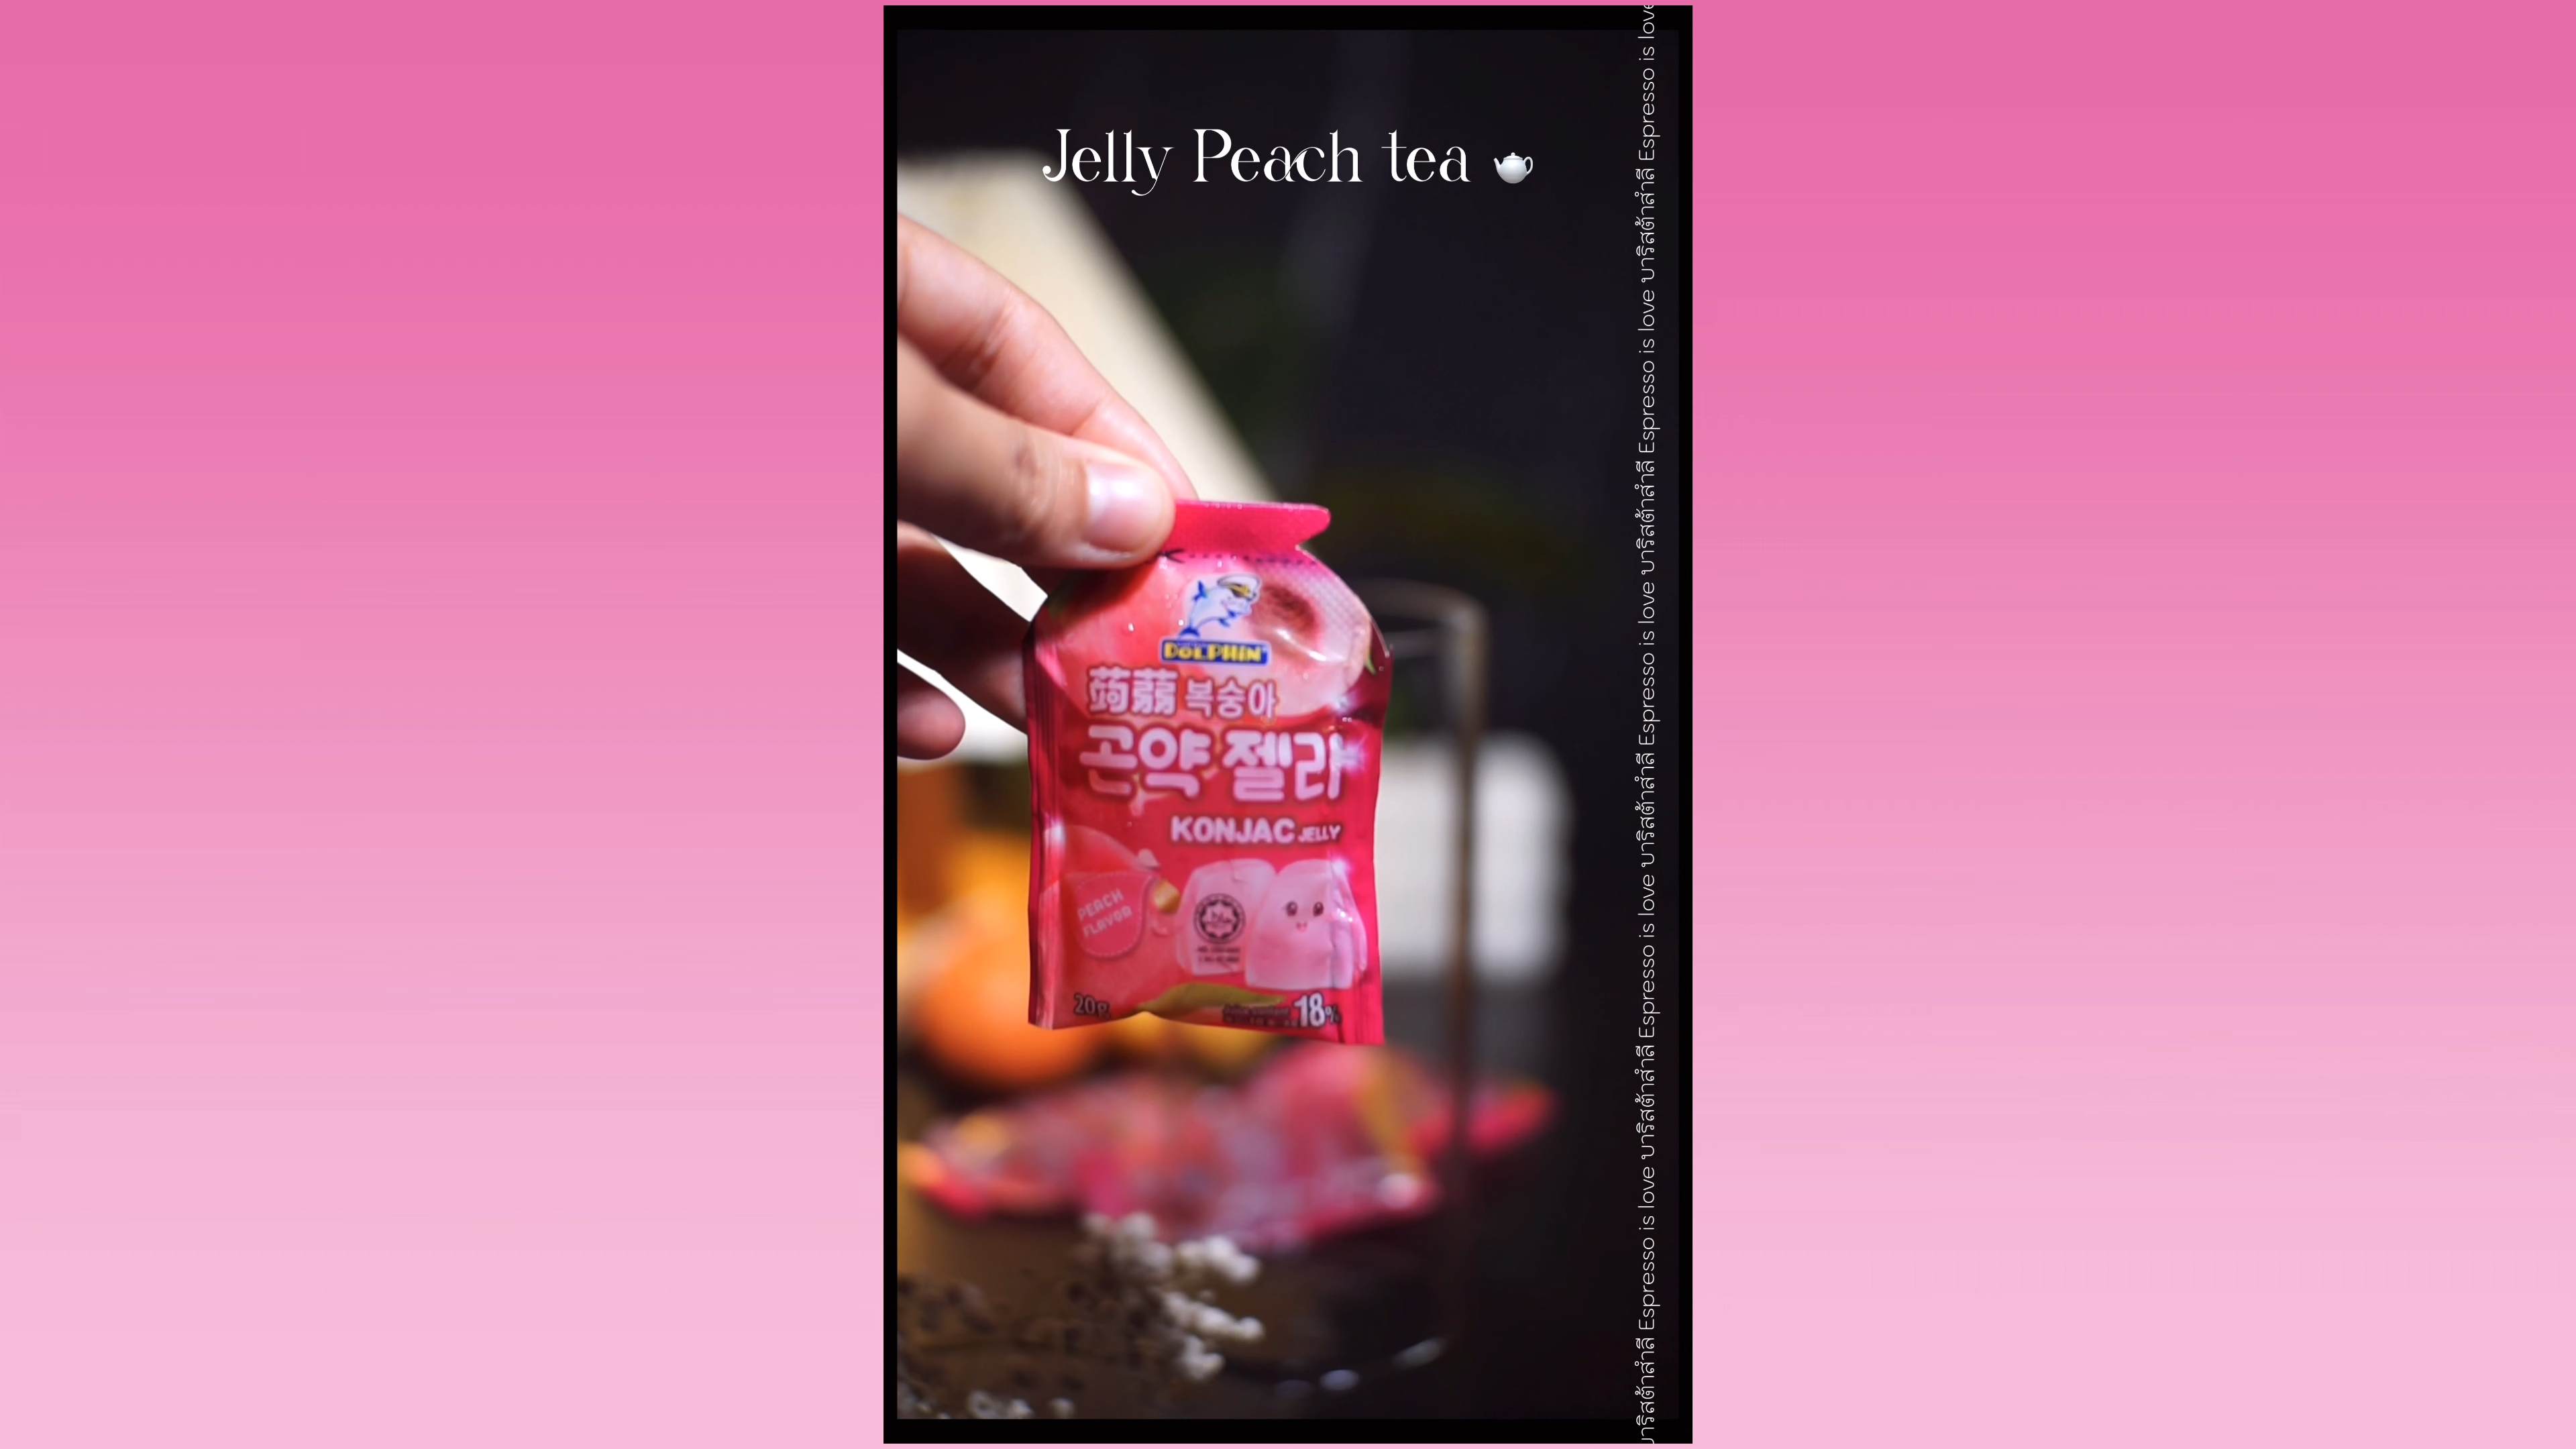 Jelly Peach tea 🫖
DOLPHIN
蒟蒻 복숭아
곤약 젤리
KONJAC JELLY
PEACH
FLAVOR
20g
18%
บาริสต้าสำลี Espresso is love บาริสต้าสำลี Espresso is love บาริสต้าสำลี Espresso is love บาริสต้าสำลี Espresso is love บาริสต้าสำลี Espresso is love